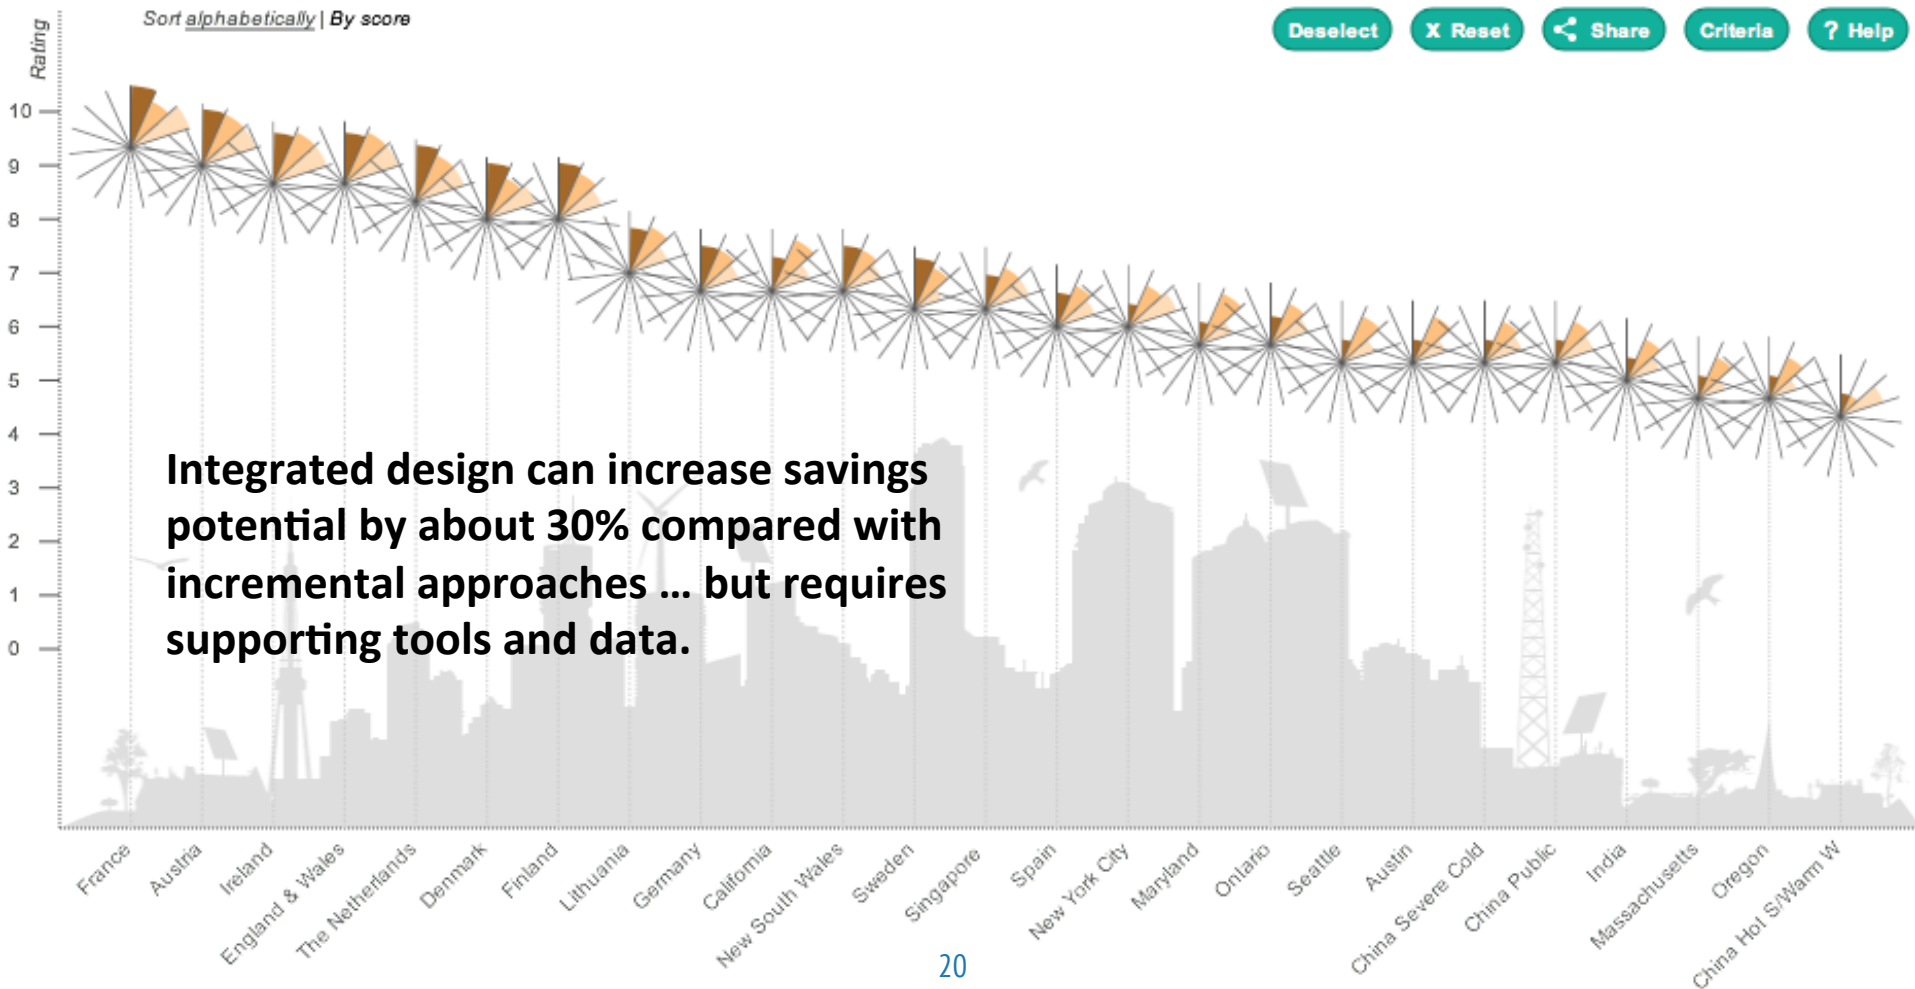 Sort alphabetically | By score
Deselect
X Reset
Share
Criteria
? Help
Rating
10
9
8
7
6
5
4
3
2
1
0
Integrated design can increase savings
potential by about 30% compared with
incremental approaches ... but requires
supporting tools and data.
France
Austria
Ireland
England & Wales
The Netherlands
Denmark
Finland
Lithuania
Germany
California
New South Wales
Sweden
Singapore
Spain
New York City
Maryland
Ontario
Seattle
Austin
China Severe Cold
China Public
India
Massachusetts
Oregon
China Hot S/Warm W
20